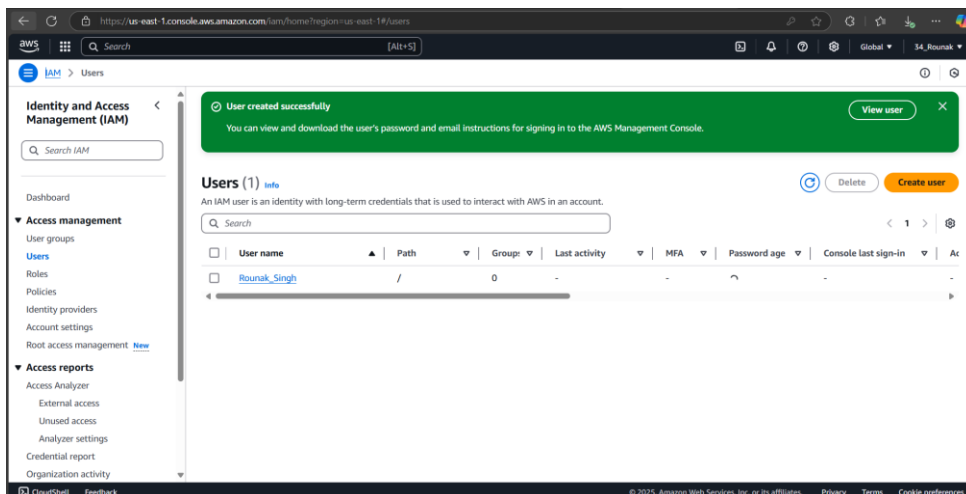 https://us-east-1.console.aws.amazon.com/iam/home?region=us-east-1#/users
aws
Search
[Alt+S]
Global
34_Rounak
IAM > Users
Identity and Access Management (IAM)
Search IAM
Dashboard
Access management
User groups
Users
Roles
Policies
Identity providers
Account settings
Root access management New
Access reports
Access Analyzer
External access
Unused access
Analyzer settings
Credential report
Organization activity
User created successfully
View user
You can view and download the user's password and email instructions for signing in to the AWS Management Console.
Users (1) Info
Delete
Create user
An IAM user is an identity with long-term credentials that is used to interact with AWS in an account.
Search
< 1 >
User name
Path
Last activity
MFA
Password age
Console last sign-in
Ac
Rounak_Singh
/
0
-
-
-
-
CloudShell Feedback
© 2025, Amazon Web Services, Inc. or its affiliates. Privacy Terms Cookie preferences